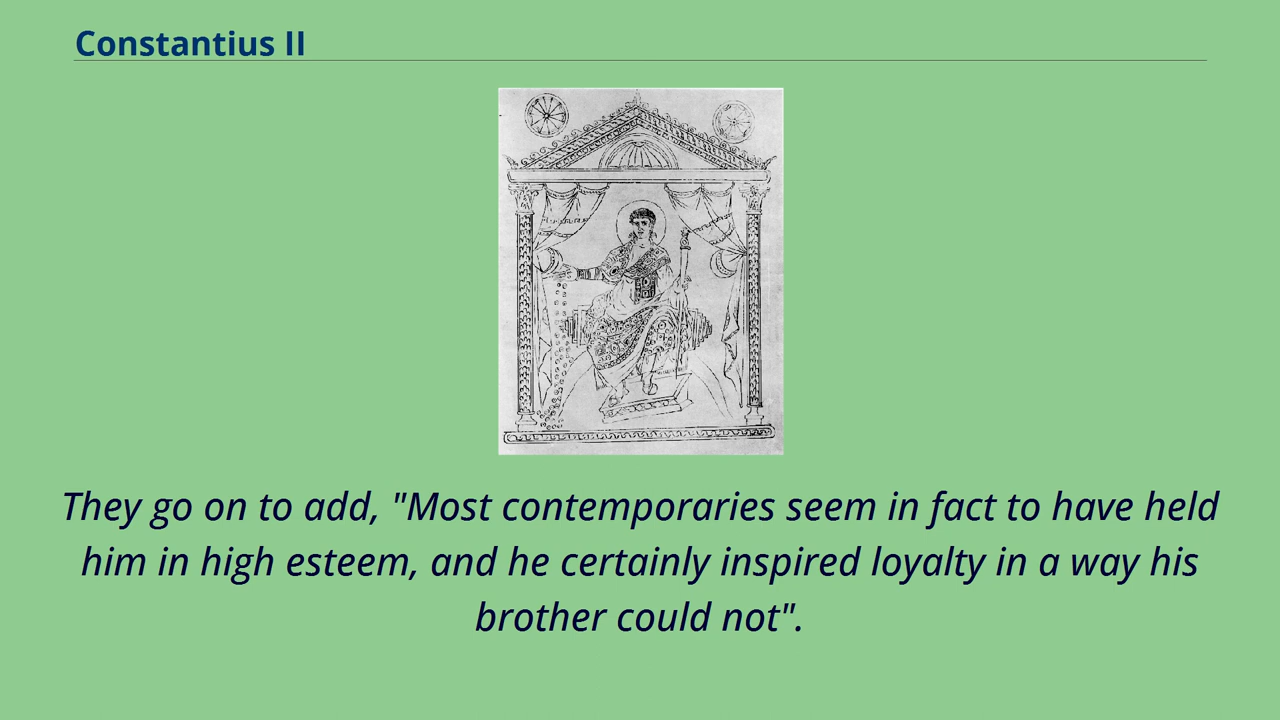 Constantius II
They go on to add, "Most contemporaries seem in fact to have held
him in high esteem, and he certainly inspired loyalty in a way his
brother could not".